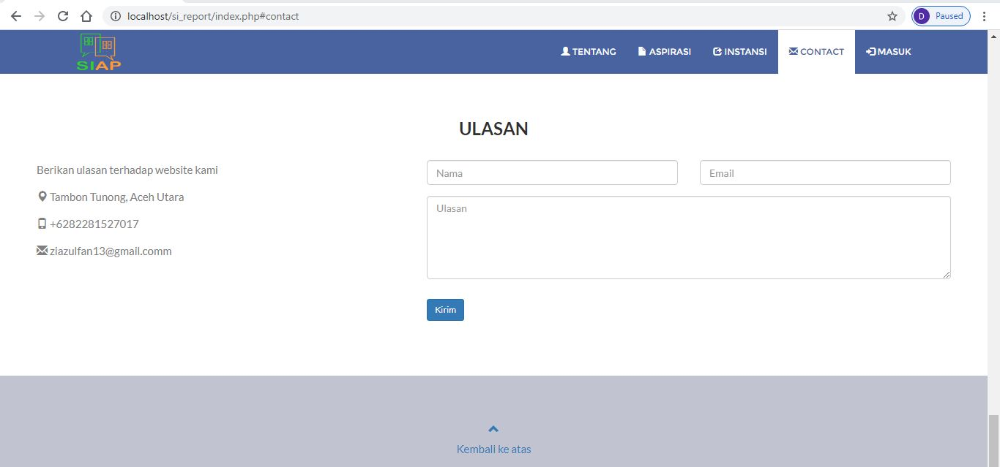 localhost/si_report/index.php#contact
D Paused
SIAP
TENTANG ASPIRASI INSTANSI CONTACT MASUK
ULASAN
Berikan ulasan terhadap website kami
Tambon Tunong, Aceh Utara
+6282281527017
ziazulfan13@gmail.comm
Nama Email
Ulasan
Kirim
Kembali ke atas